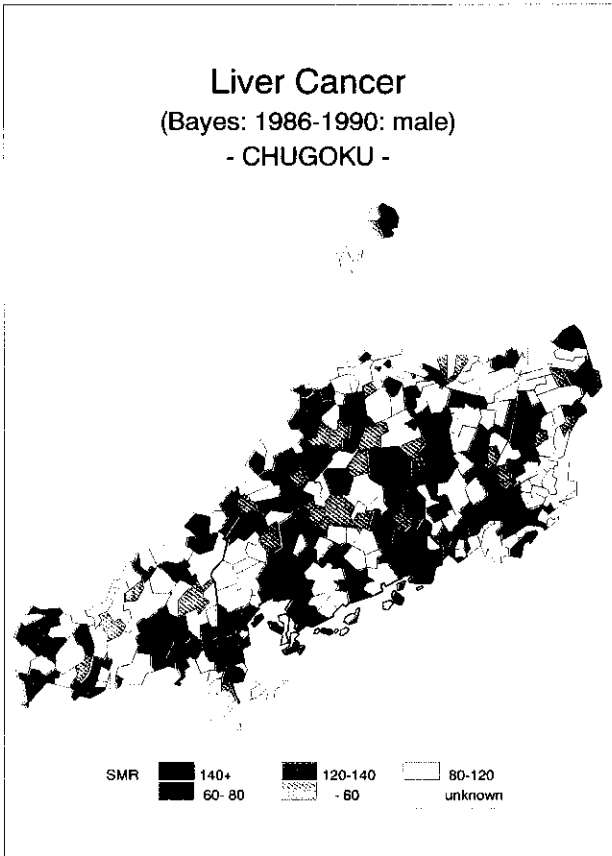 Liver Cancer
(Bayes: 1986-1990: male)
- CHUGOKU -
SMR 140+ 120-140 80-120
60- 80 - 60 unknown